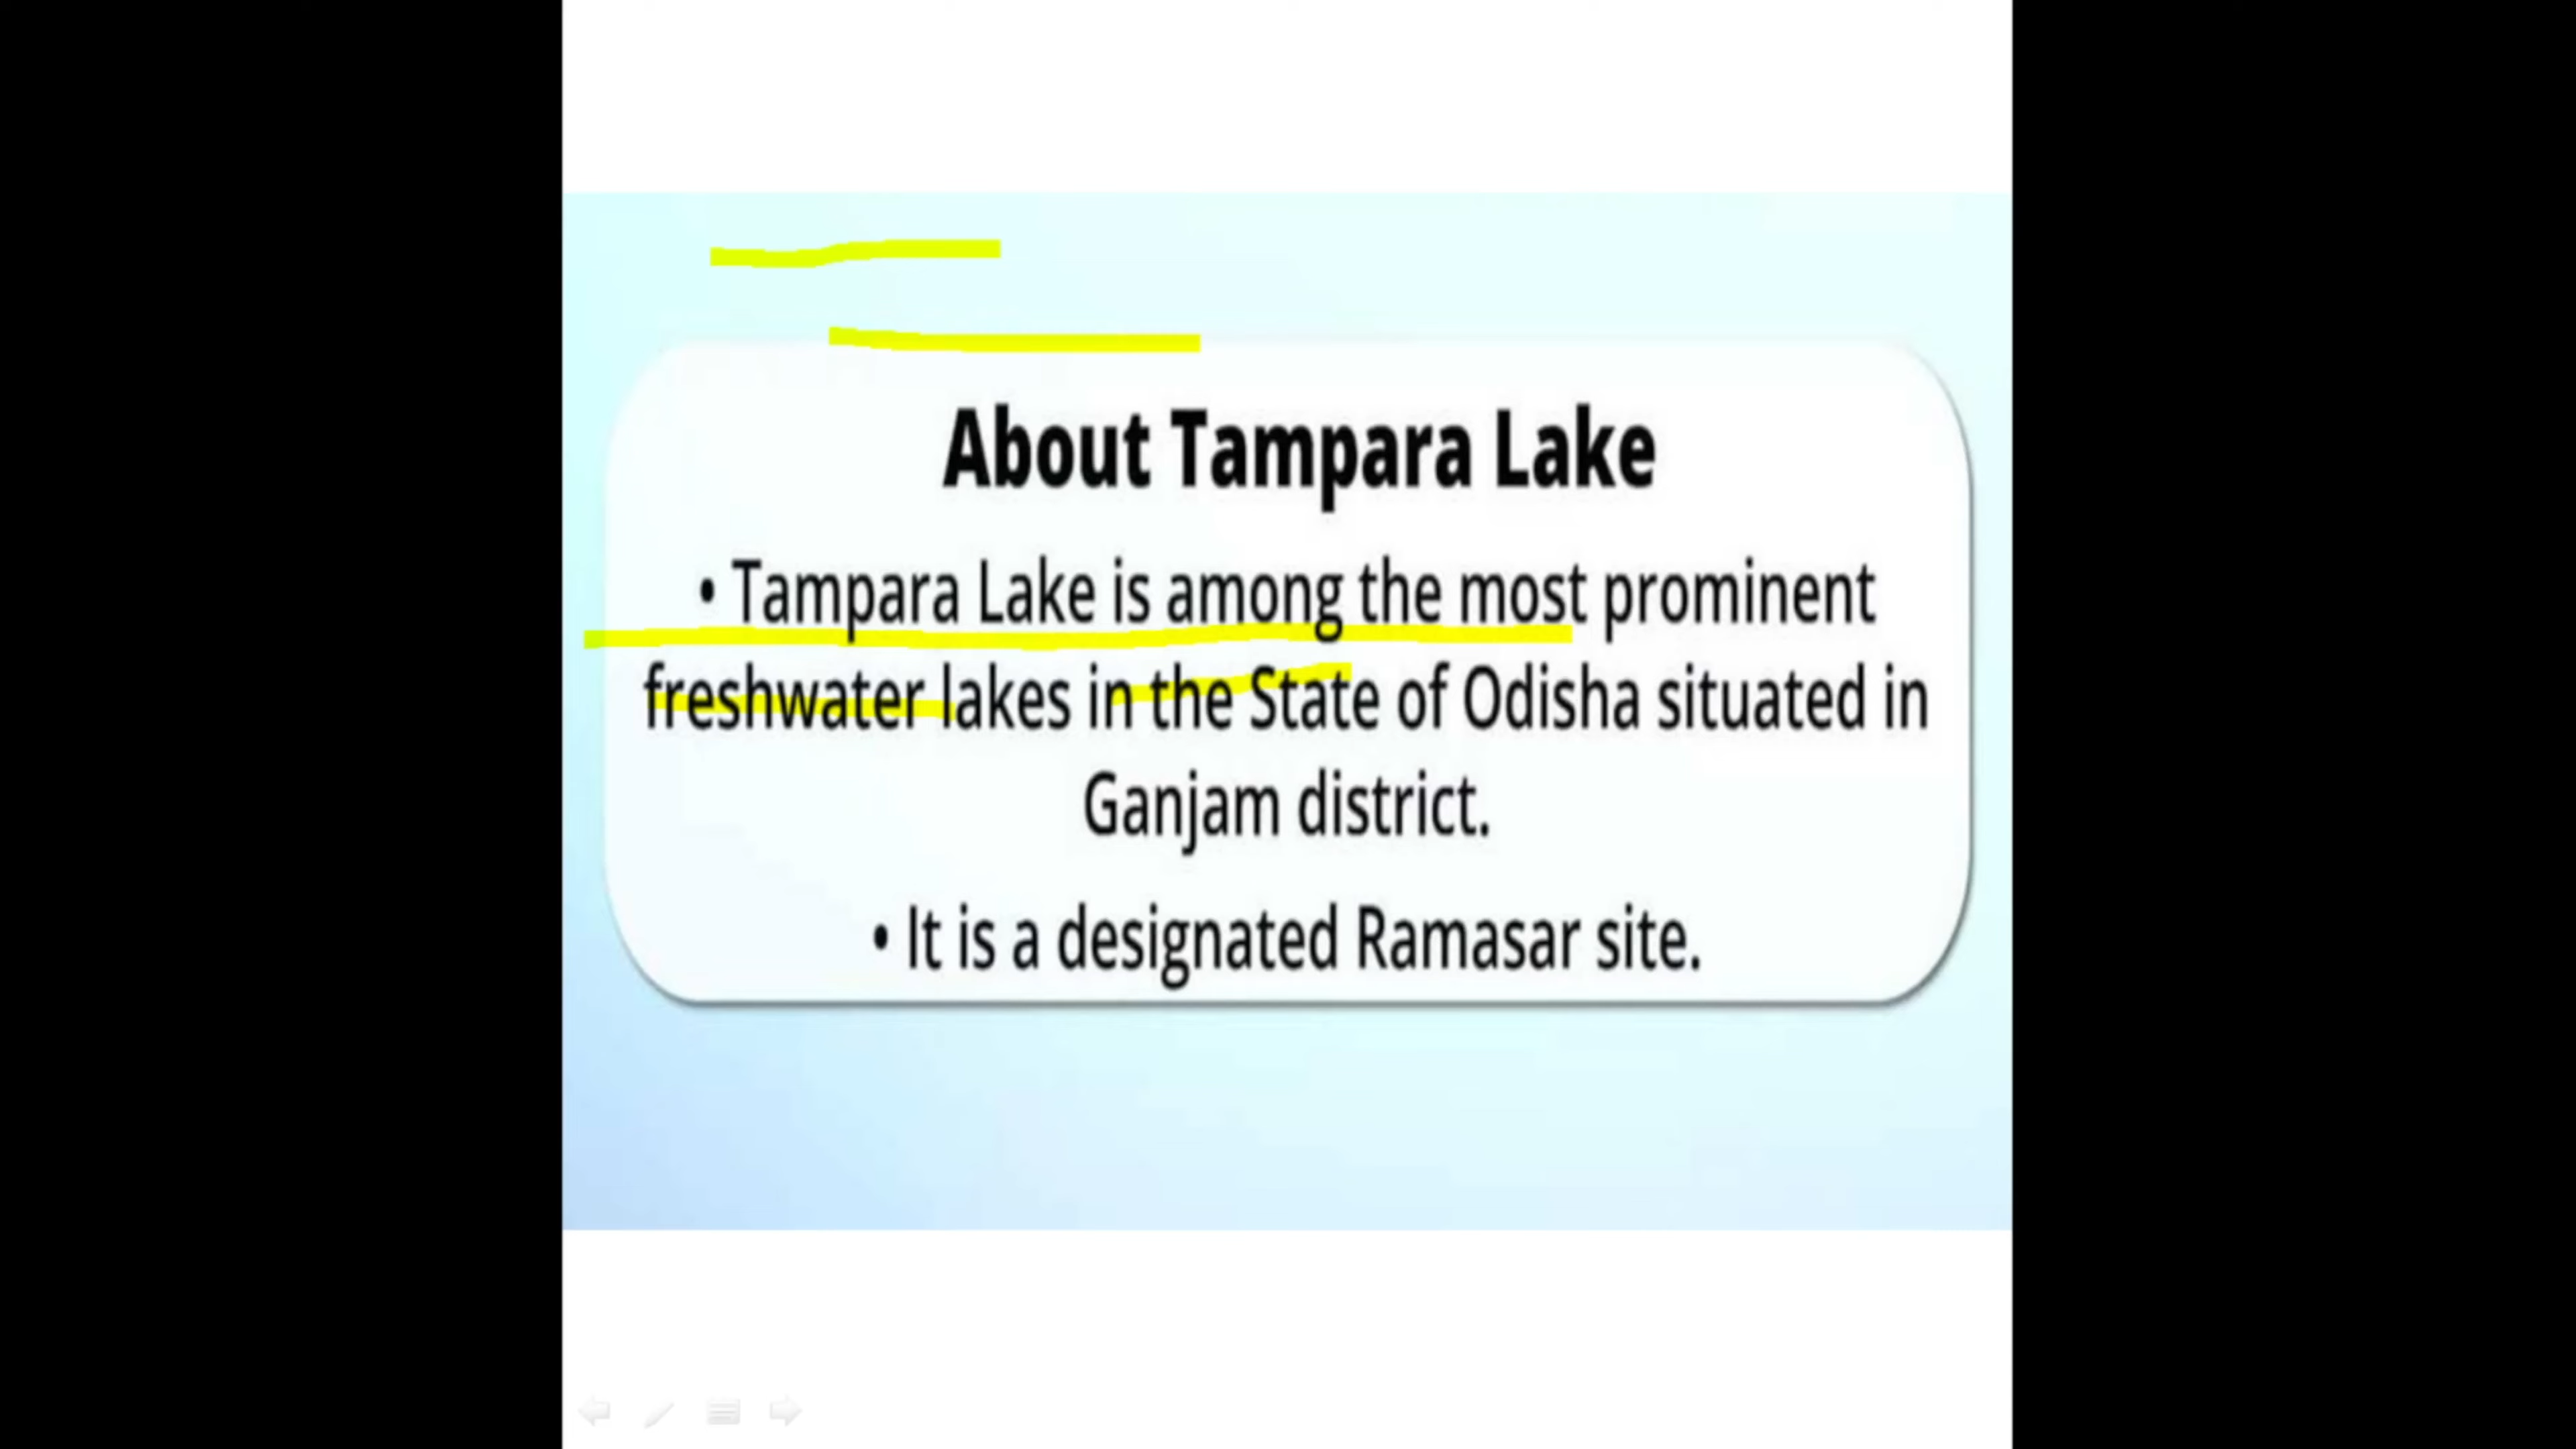 About Tampara Lake
• Tampara Lake is among the most prominent
freshwater lakes in the State of Odisha situated in
Ganjam district.
• It is a designated Ramasar site.